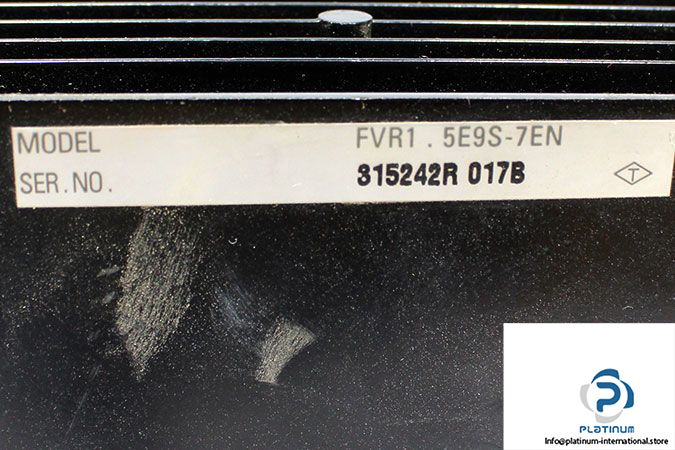 MODEL FVR1.5E9S-7EN
SER.NO. 315242R 017B
T
PLATINUM
Info@platinum-international.store